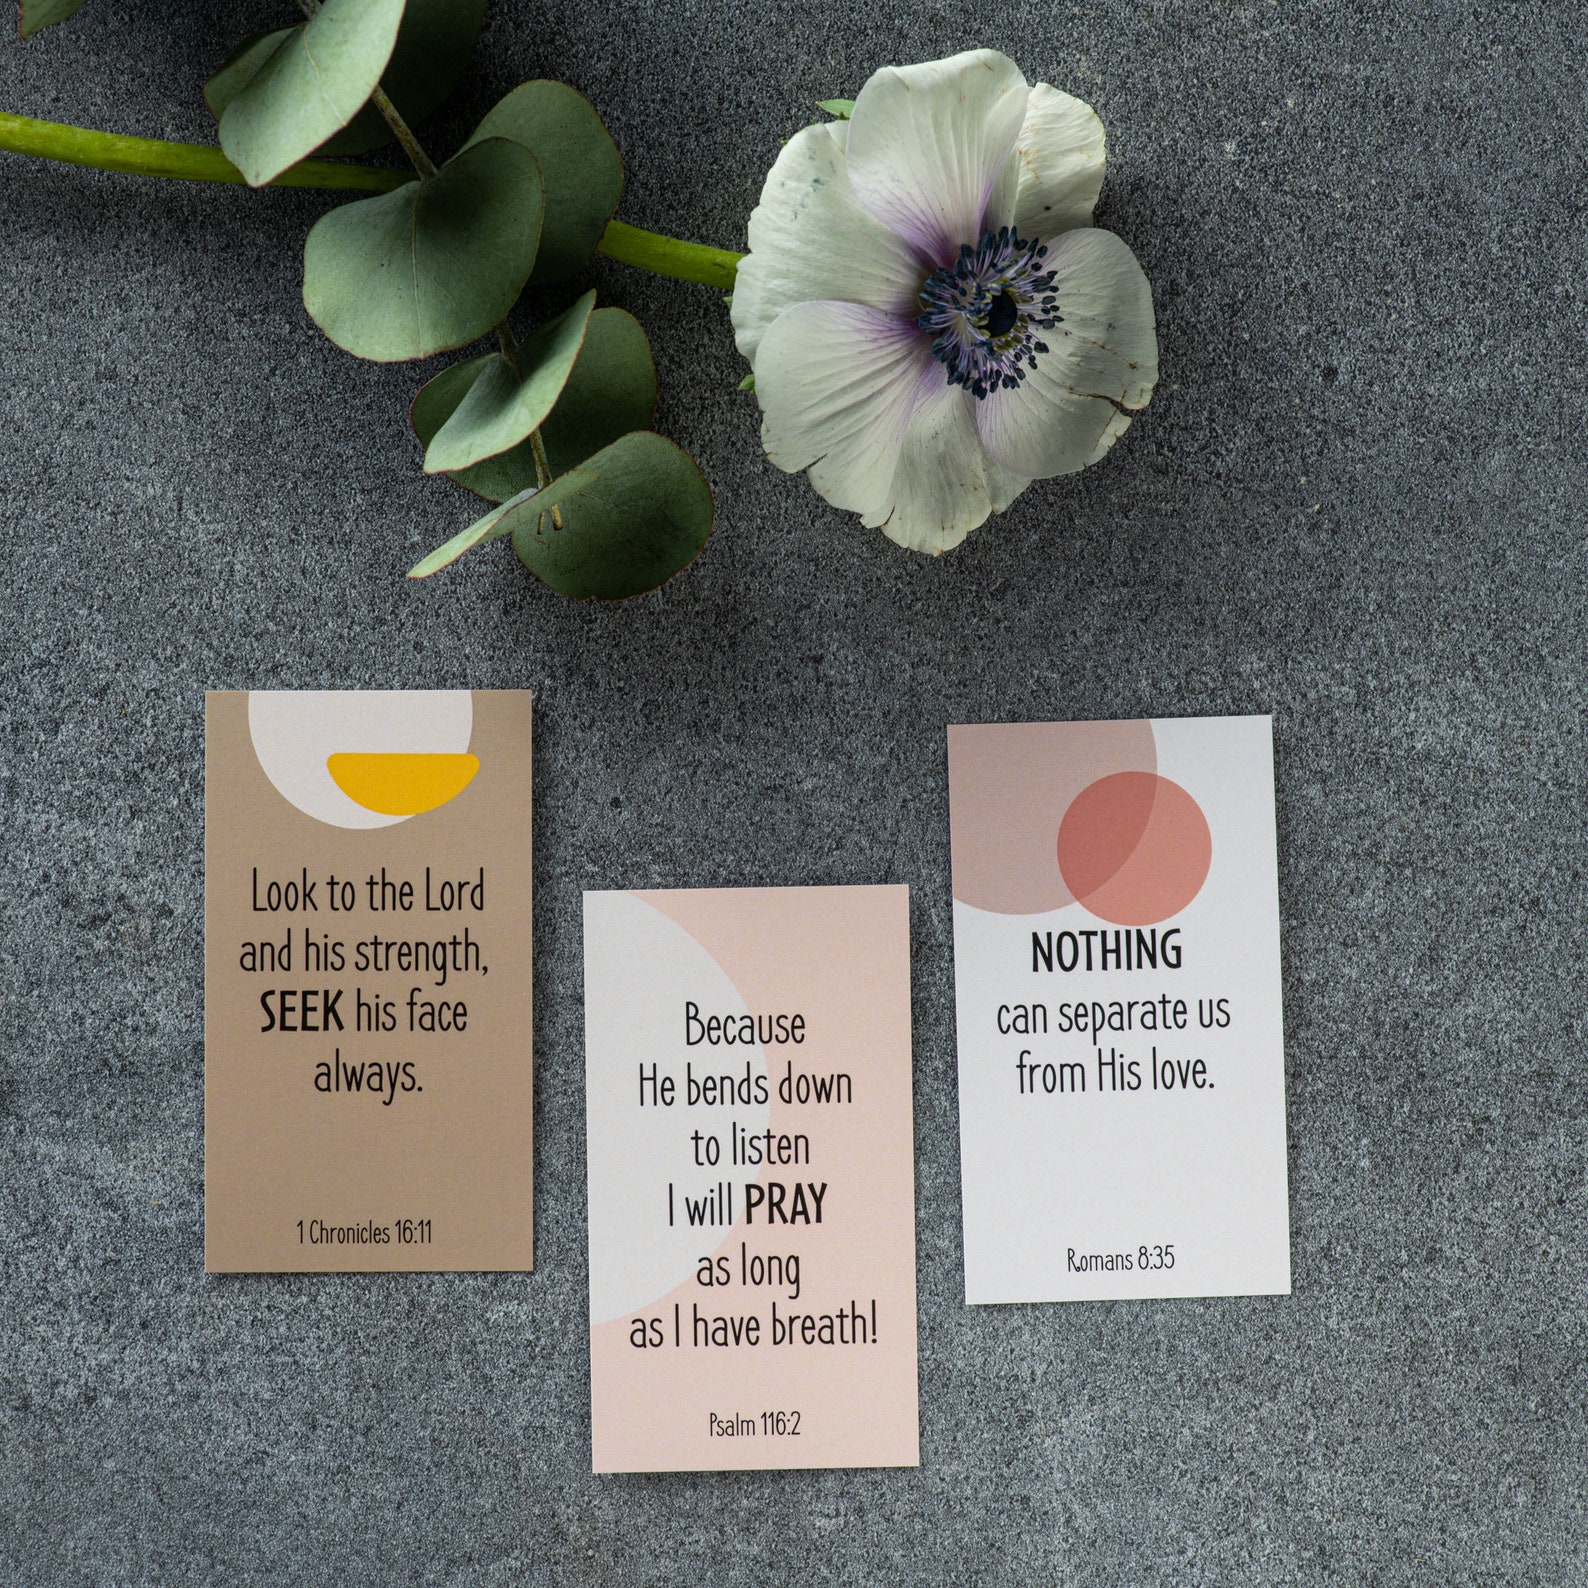 Look to the Lord
and his strength,
SEEK his face
always.
1 Chronicles 16:11
Because
He bends down
to listen
I will PRAY
as long
as I have breath!
Psalm 116:2
NOTHING
can separate us
from His love.
Romans 8:35